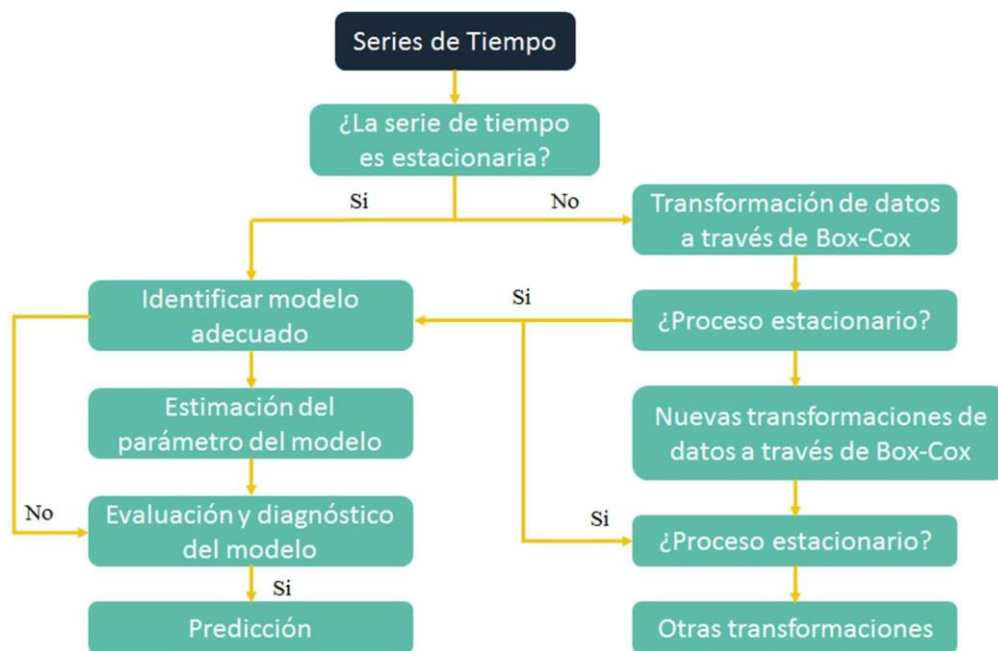 Series de Tiempo
¿La serie de tiempo
es estacionaria?
Si
No
Transformación de datos
a través de Box-Cox
Identificar modelo
adecuado
Si
¿Proceso estacionario?
Estimación del
parámetro del modelo
Nuevas transformaciones de
datos a través de Box-Cox
No
Evaluación y diagnóstico
del modelo
Si
¿Proceso estacionario?
Si
Predicción
Otras transformaciones